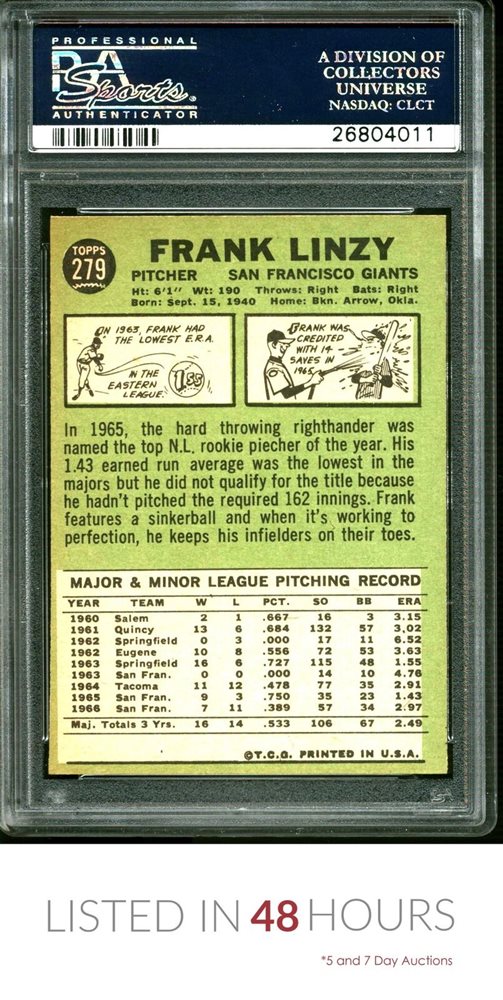 PROFESSIONAL
PSA
Sports
AUTHENTICATOR
A DIVISION OF
COLLECTORS
UNIVERSE
NASDAQ: CLCT
26804011
TOPPS
279
FRANK LINZY
PITCHER SAN FRANCISCO GIANTS
Ht: 6'1" Wt: 190 Throws: Right Bats: Right
Born: Sept. 15, 1940 Home: Bkn. Arrow, Okla.
ON 1963, FRANK HAD
THE LOWEST E.R.A.
IN THE
EASTERN
LEAGUE.
1.55
FRANK WAS
CREDITED
WITH 14
SAVES IN
1965.
In 1965, the hard throwing righthander was
named the top N.L. rookie piecher of the year. His
1.43 earned run average was the lowest in the
majors but he did not qualify for the title because
he hadn't pitched the required 162 innings. Frank
features a sinkerball and when it's working to
perfection, he keeps his infielders on their toes.
MAJOR & MINOR LEAGUE PITCHING RECORD
YEAR TEAM W L PCT. SO BB ERA
1960 Salem 2 1 .667 16 3 3.15
1961 Quincy 13 6 .684 132 57 3.02
1962 Springfield 0 3 .000 17 11 6.52
1962 Eugene 10 8 .556 72 53 3.63
1963 Springfield 16 6 .727 115 48 1.55
1963 San Fran. 0 0 .000 14 10 4.76
1964 Tacoma 11 12 .478 77 35 2.91
1965 San Fran. 9 3 .750 35 23 1.43
1966 San Fran. 7 11 .389 57 34 2.97
Maj. Totals 3 Yrs. 16 14 .533 106 67 2.49
©T.C.G. PRINTED IN U.S.A.
LISTED IN 48 HOURS
*5 and 7 Day Auctions